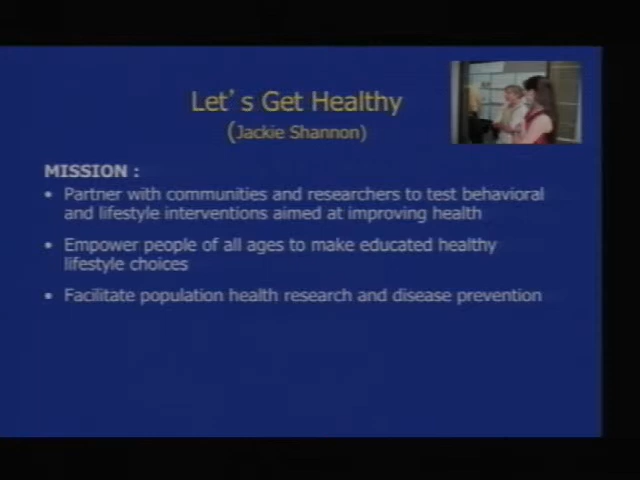 Let's Get Healthy
(Jackie Shannon)
MISSION :
• Partner with communities and researchers to test behavioral
and lifestyle interventions aimed at improving health
• Empower people of all ages to make educated healthy
lifestyle choices
• Facilitate population health research and disease prevention